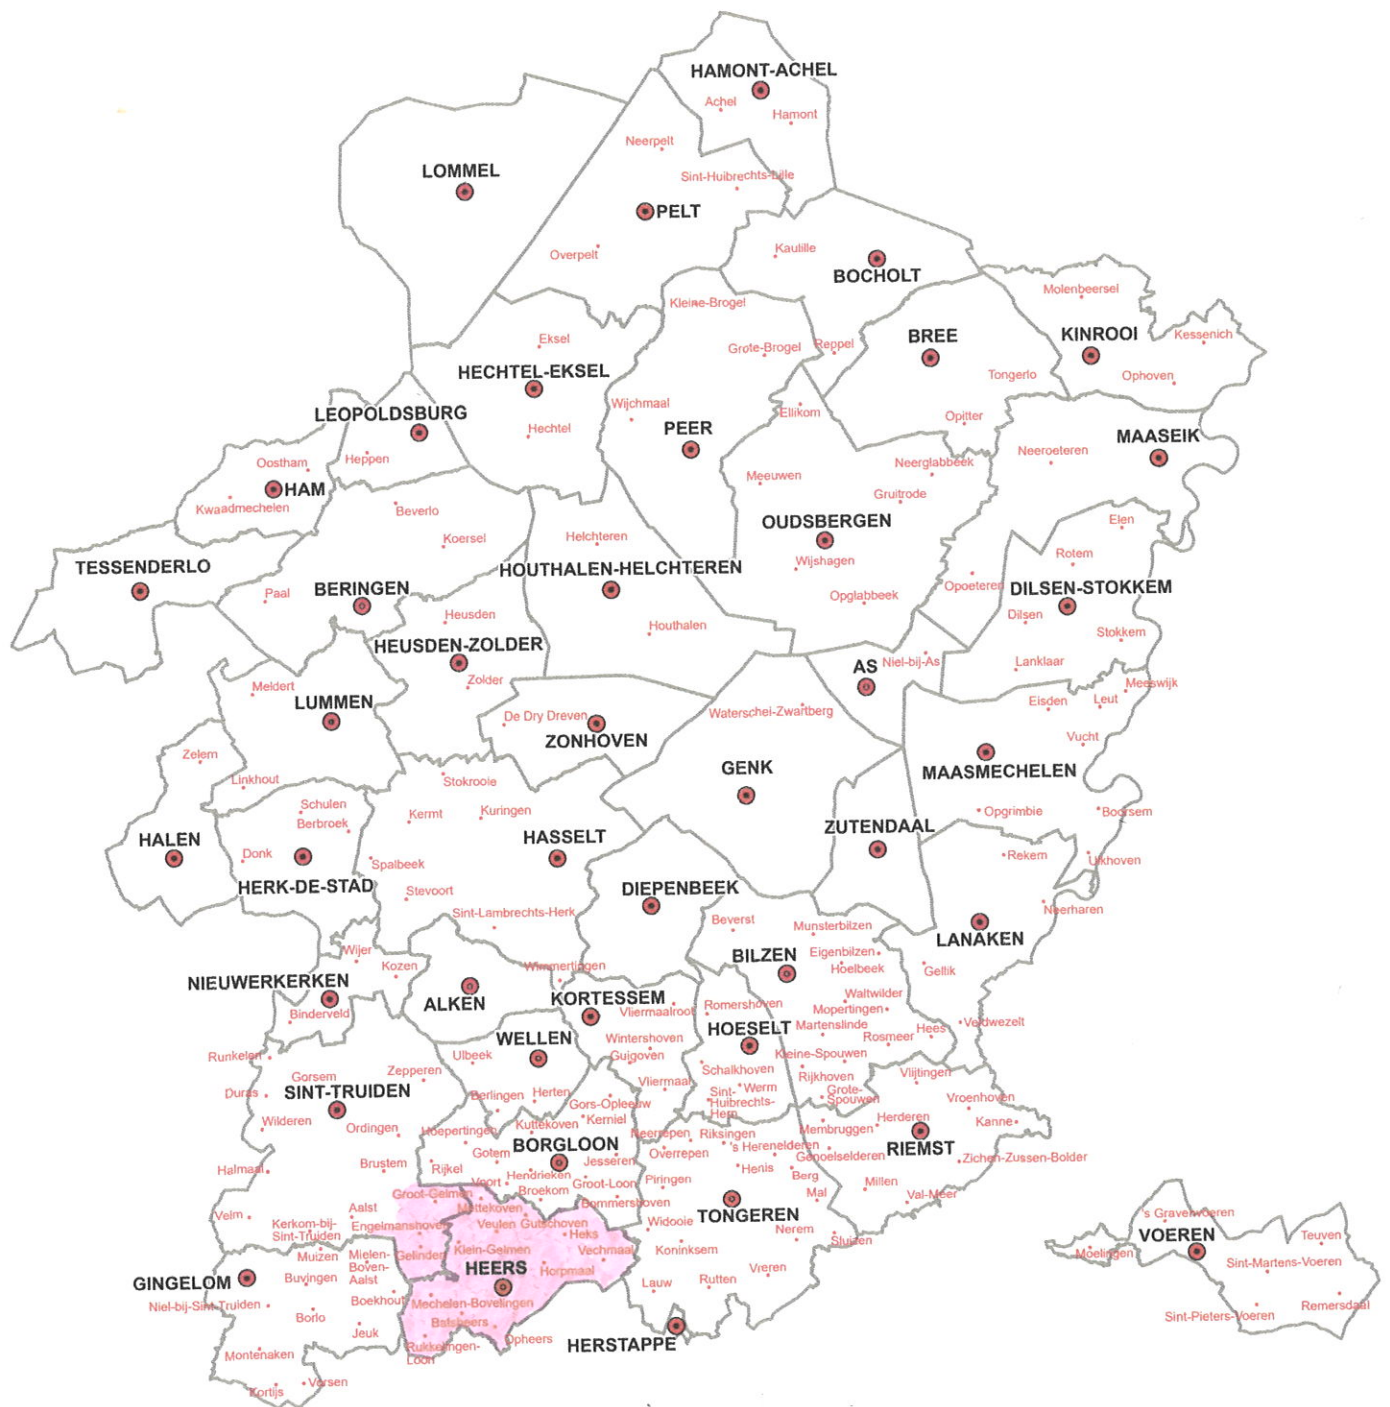 HAMONT-ACHEL
Achel
Hamont
Neerpelt
LOMMEL
Sint-Huibrechts-Lille
PELT
Overpelt
Kaulille
BOCHOLT
Molenbeersel
Kleine-Brogel
KINROOI
Kessenich
Eksel
Grote-Brogel
Reppel
BREE
HECHTEL-EKSEL
Tongerlo
Ophoven
LEOPOLDSBURG
Wijchmaal
Ellikom
Opitter
Hechtel
PEER
MAASEIK
Oostham
Heppen
Neeroeteren
Neerglabbeek
Meeuwen
HAM
Gruitrode
Kwaadmechelen
Beverlo
OUDSBERGEN
Elen
Koersel
Helchteren
Rotem
TESSENDERLO
HOUTHALEN-HELCHTEREN
Wijshagen
BERINGEN
Paal
Opoeteren
DILSEN-STOKKEM
Opglabbeek
Heusden
Dilsen
Houthalen
Stokkem
HEUSDEN-ZOLDER
AS
Niel-bij-As
Lanklaar
Meldert
Zolder
Meeswijk
LUMMEN
Eisden
Leut
De Dry Dreven
Waterschei-Zwartberg
ZONHOVEN
Vucht
Zelem
GENK
MAASMECHELEN
Linkhout
Stokrooie
Schulen
Kermt
Kuringen
Opgrimbie
Boorsem
Berbroek
ZUTENDAAL
HALEN
HASSELT
Donk
Spalbeek
Rekem
Uikhoven
HERK-DE-STAD
Stevoort
DIEPENBEEK
Sint-Lambrechts-Herk
Beverst
Munsterbilzen
Neerharen
LANAKEN
Wijer
BILZEN
Eigenbilzen
Kozen
Wimmertingen
Hoelbeek
Gellik
NIEUWERKERKEN
ALKEN
KORTESSEM
Waltwilder
Binderveld
Vliermaalroot
Romershoven
Mopertingen
HOESELT
Martenslinde
Hees
Veldwezelt
WELLEN
Wintershoven
Rosmeer
Runkelen
Ulbeek
Guigoven
Kleine-Spouwen
Zepperen
Schalkhoven
Gorsem
Rijkhoven
Vlijtingen
SINT-TRUIDEN
Vliermaal
Werm
Duras
Berlingen
Herten
Sint-
Huibrechts-
Hern
Grote-
Spouwen
Vroenhoven
Gors-Opleeuw
Wilderen
Kuttekoven
Kerniel
Herderen
Kanne
Ordingen
Hoepertingen
Neerrepen
Riksingen
Membruggen
BORGLOON
Overrepen
's Herenelderen
Genoelselderen
RIEMST
Gotem
Jesseren
Henis
Zichen-Zussen-Bolder
Halmaal
Brustem
Rijkel
Hendrieken
Berg
Voort
Groot-Loon
Piringen
Millen
Groot-Gelmen
Broekom
Bommershoven
Mal
Val-Meer
Mettekoven
TONGEREN
Aalst
Velm
Kerkom-bij-
Sint-Truiden
Engelmanshoven
Veulen
Gutschoven
Widooie
Nerem
's Gravenvoeren
Heks
Sluizen
VOEREN
Teuven
Muizen
Mielen-
Boven-
Aalst
Gelinden
Klein-Gelmen
Vechmaal
Koninksem
Moelingen
HEERS
Horpmaal
Vreren
Sint-Martens-Voeren
GINGELOM
Buvingen
Lauw
Rutten
Niel-bij-Sint-Truiden
Boekhout
Mechelen-Bovelingen
Remersdaal
Borlo
Batsheers
Sint-Pieters-Voeren
Jeuk
Opheers
HERSTAPPE
Montenaken
Rukkelingen-
Loon
Kortijs
Vorsen